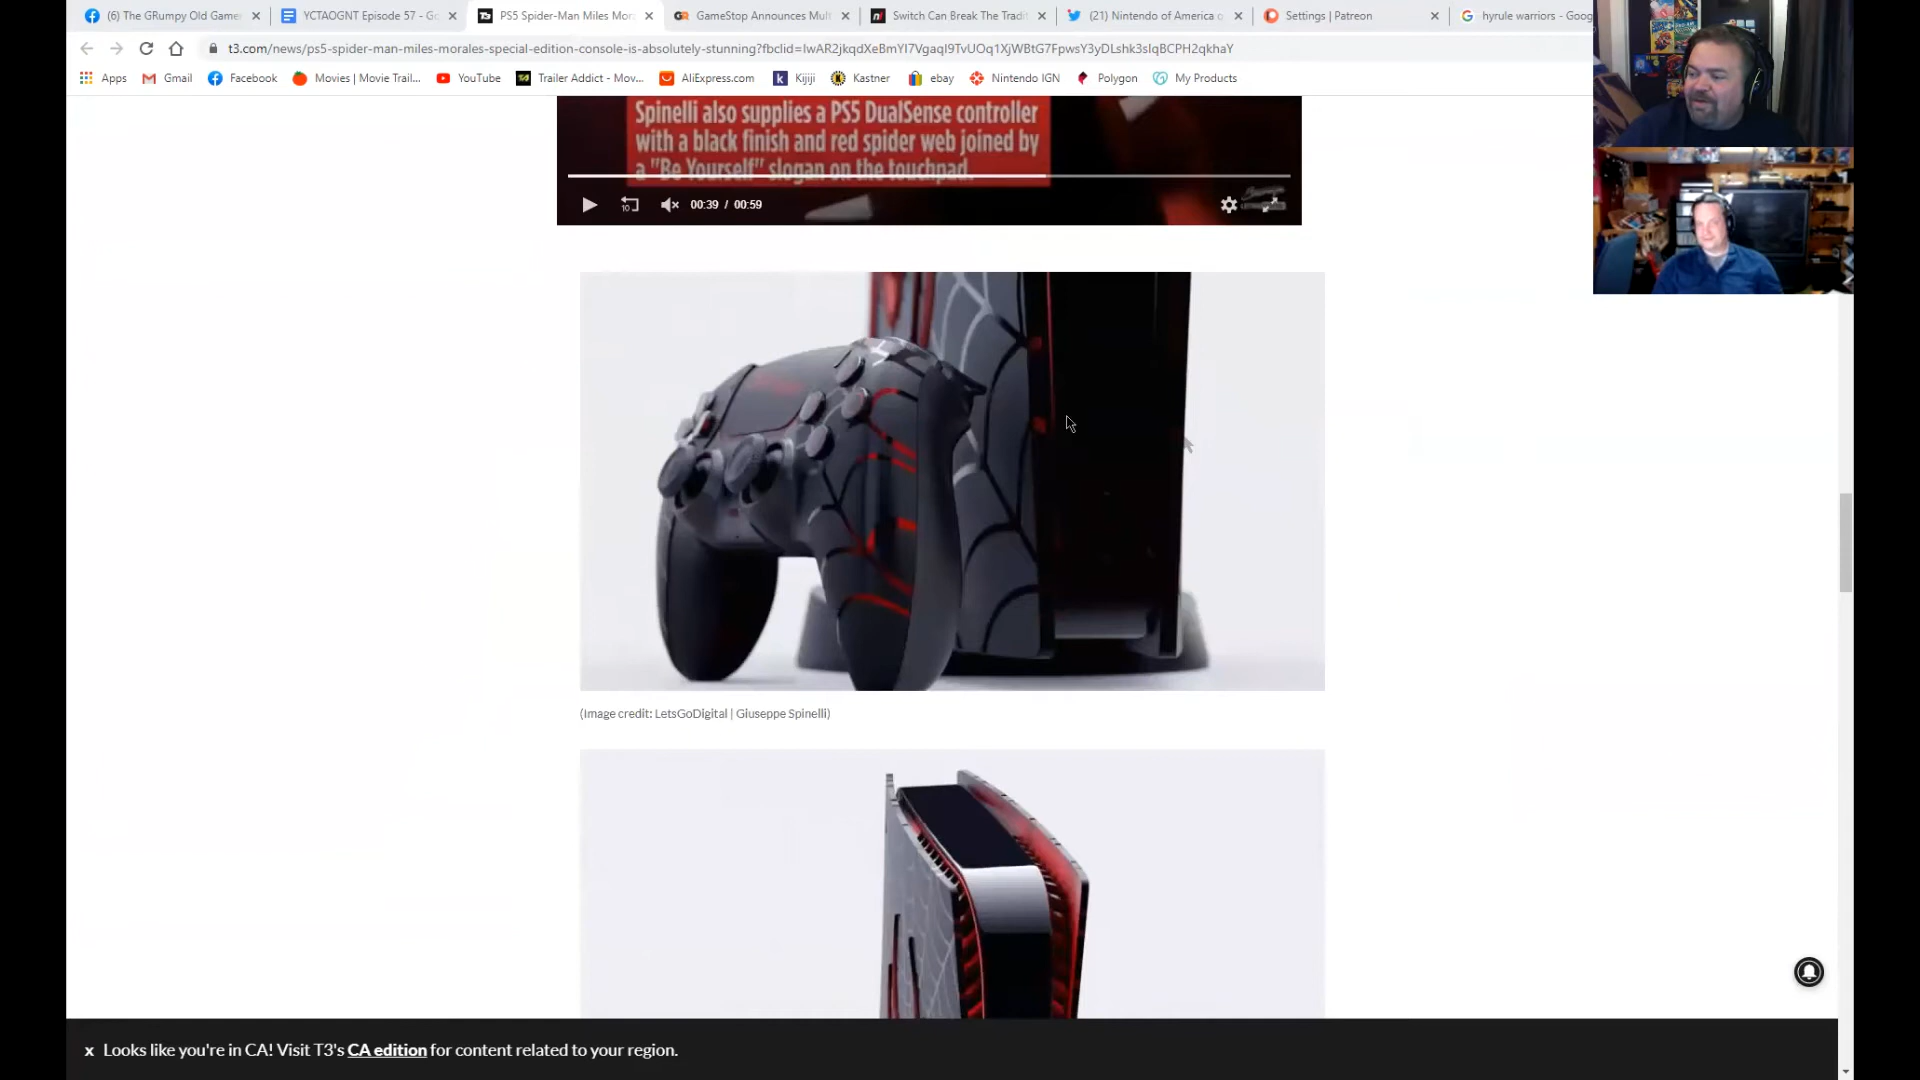 (6) The GRumpy Old Gamer
YCTAOGNT Episode 57 - Go
PS5 Spider-Man Miles Mor
GameStop Announces Mult
Switch Can Break The Tradit
(21) Nintendo of America o
Settings | Patreon
hyrule warriors - Goog
t3.com/news/ps5-spider-man-miles-morales-special-edition-console-is-absolutely-stunning?fbclid=IwAR2jkqdXeBmYI7VgaqI9TvUOq1XjWBtG7FpwsY3yDLshk3slqBCPH2qkhaY
Apps
Gmail
Facebook
Movies | Movie Trail...
YouTube
Trailer Addict - Mov...
AliExpress.com
Kijiji
Kastner
ebay
Nintendo IGN
Polygon
My Products
Spinelli also supplies a PS5 DualSense controller
with a black finish and red spider web joined by
a "Be Yourself" slogan on the touchpad.
10
00:39 / 00:59
(Image credit: LetsGoDigital | Giuseppe Spinelli)
x Looks like you're in CA! Visit T3's CA edition for content related to your region.